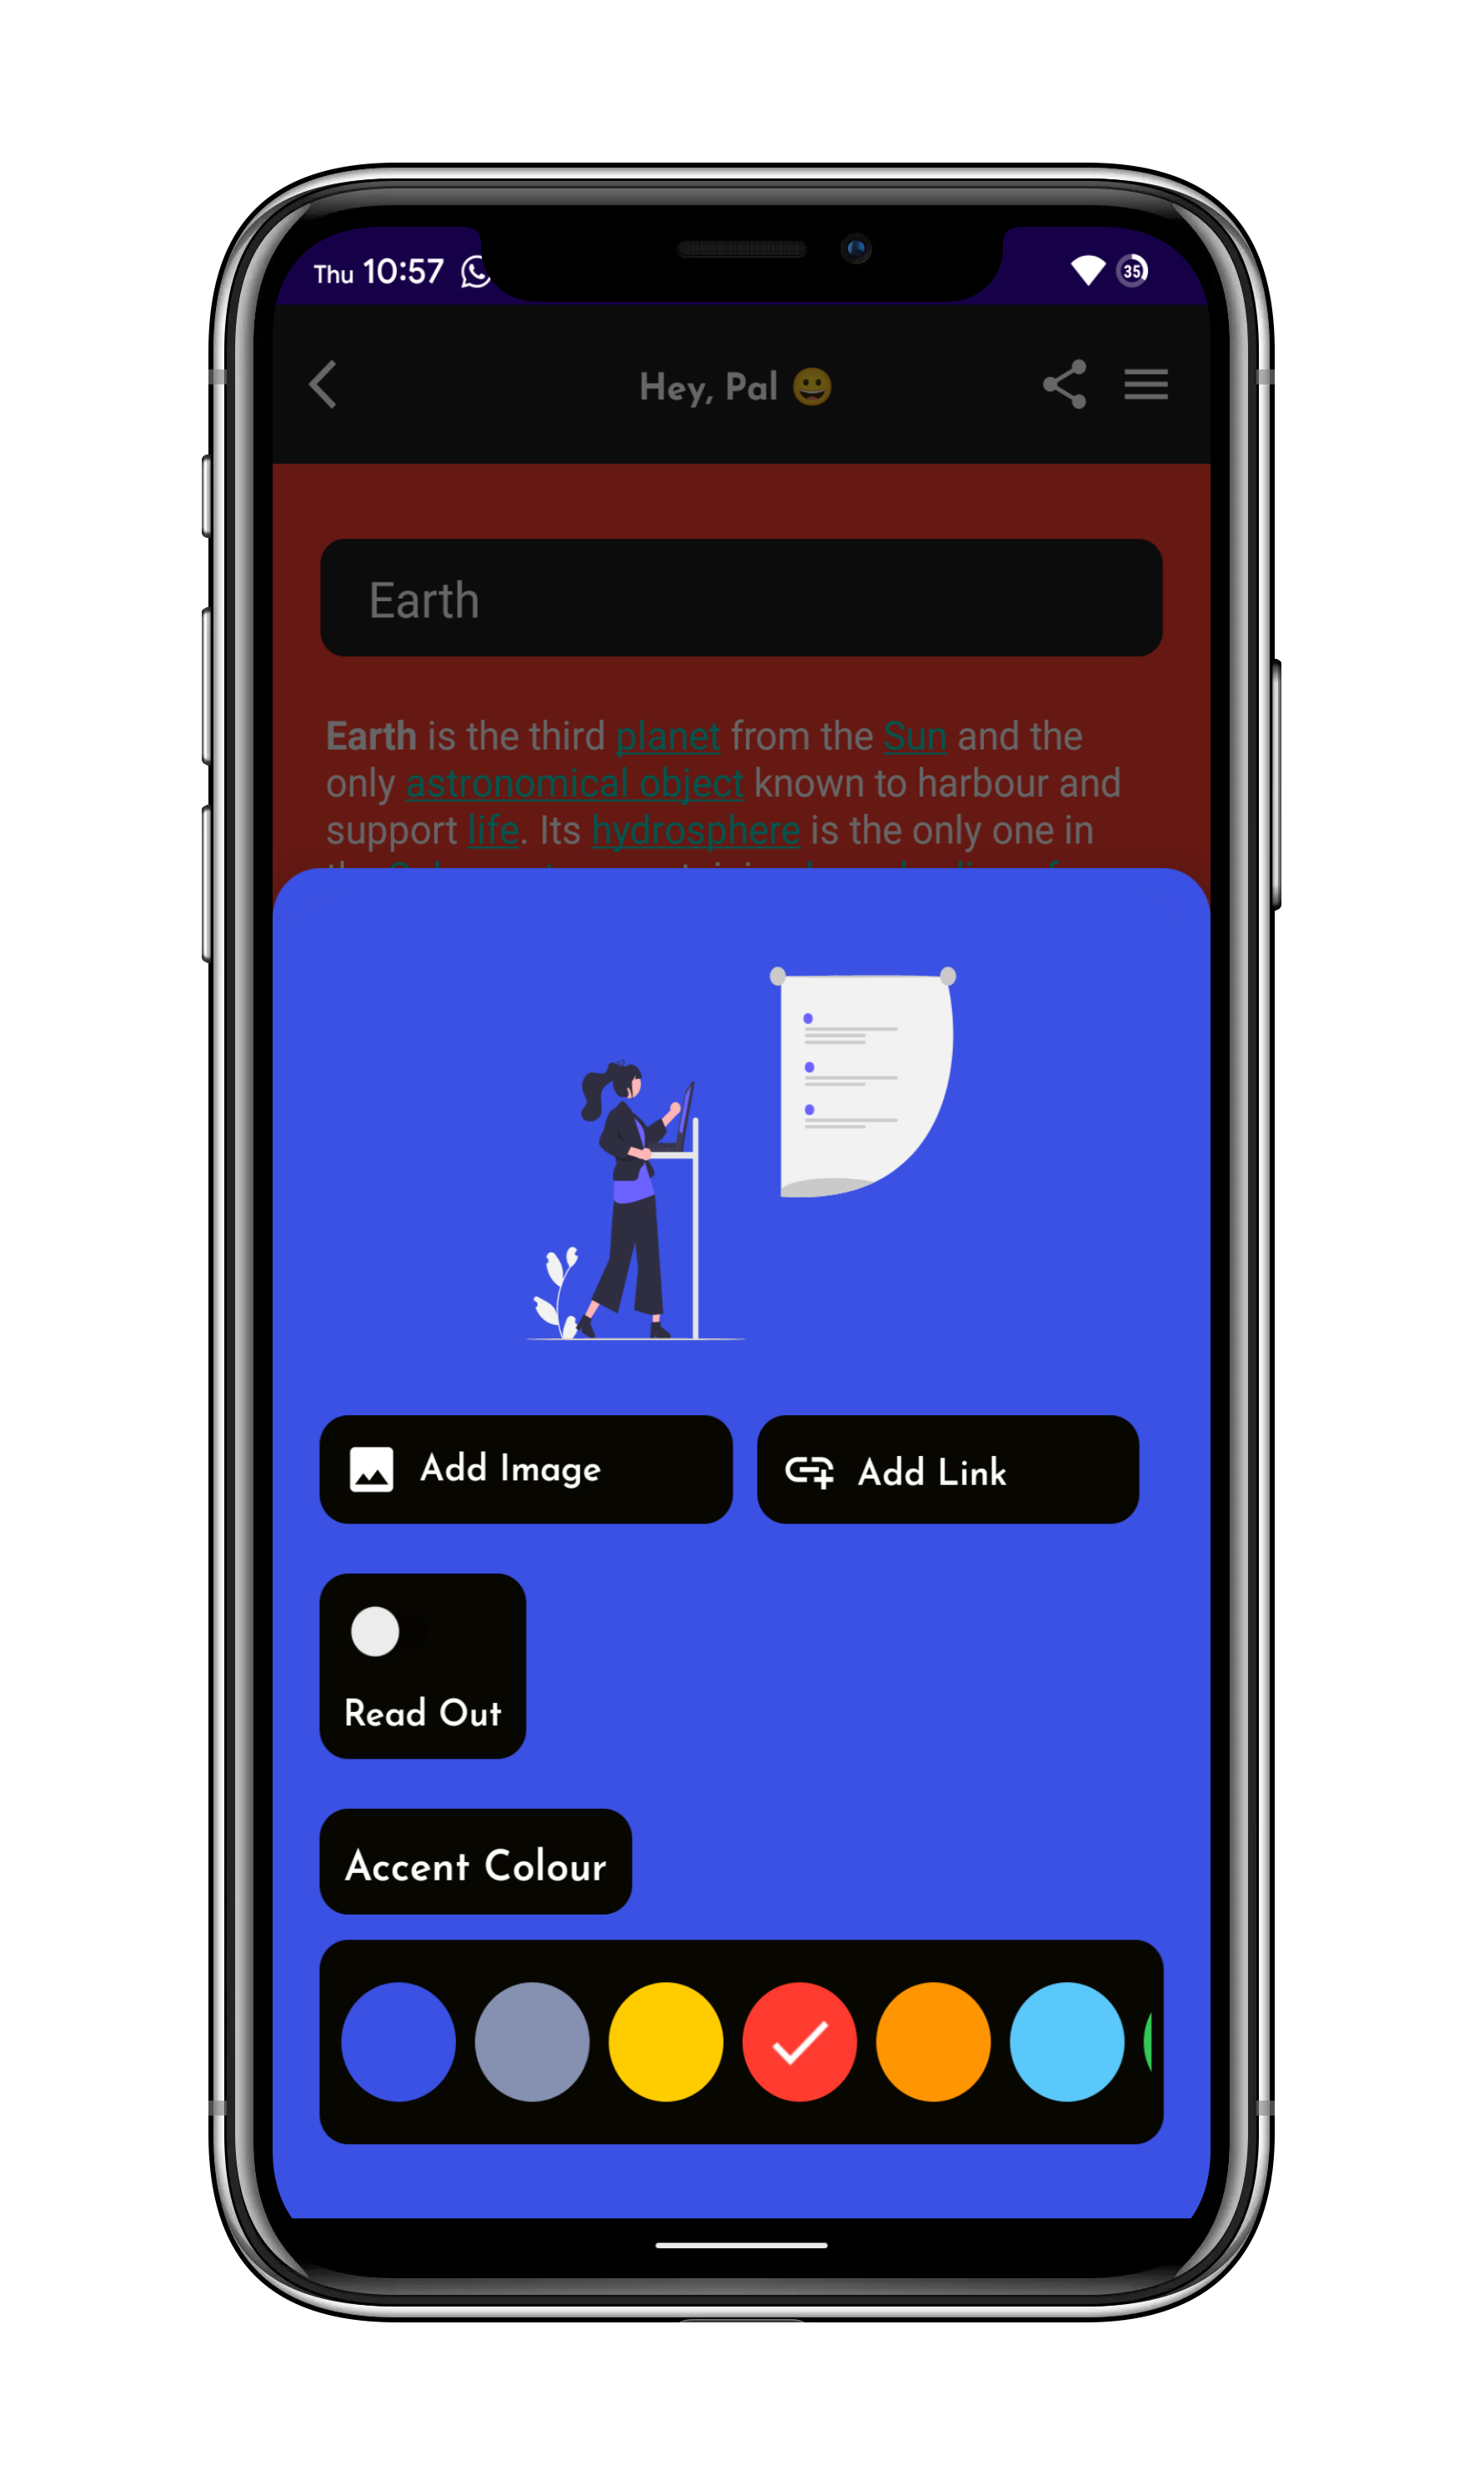 Thu 10:57
35
Hey, Pal 😀
Earth
Earth is the third planet from the Sun and the
only astronomical object known to harbour and
support life. Its hydrosphere is the only one in
Add Image
Add Link
Read Out
Accent Colour